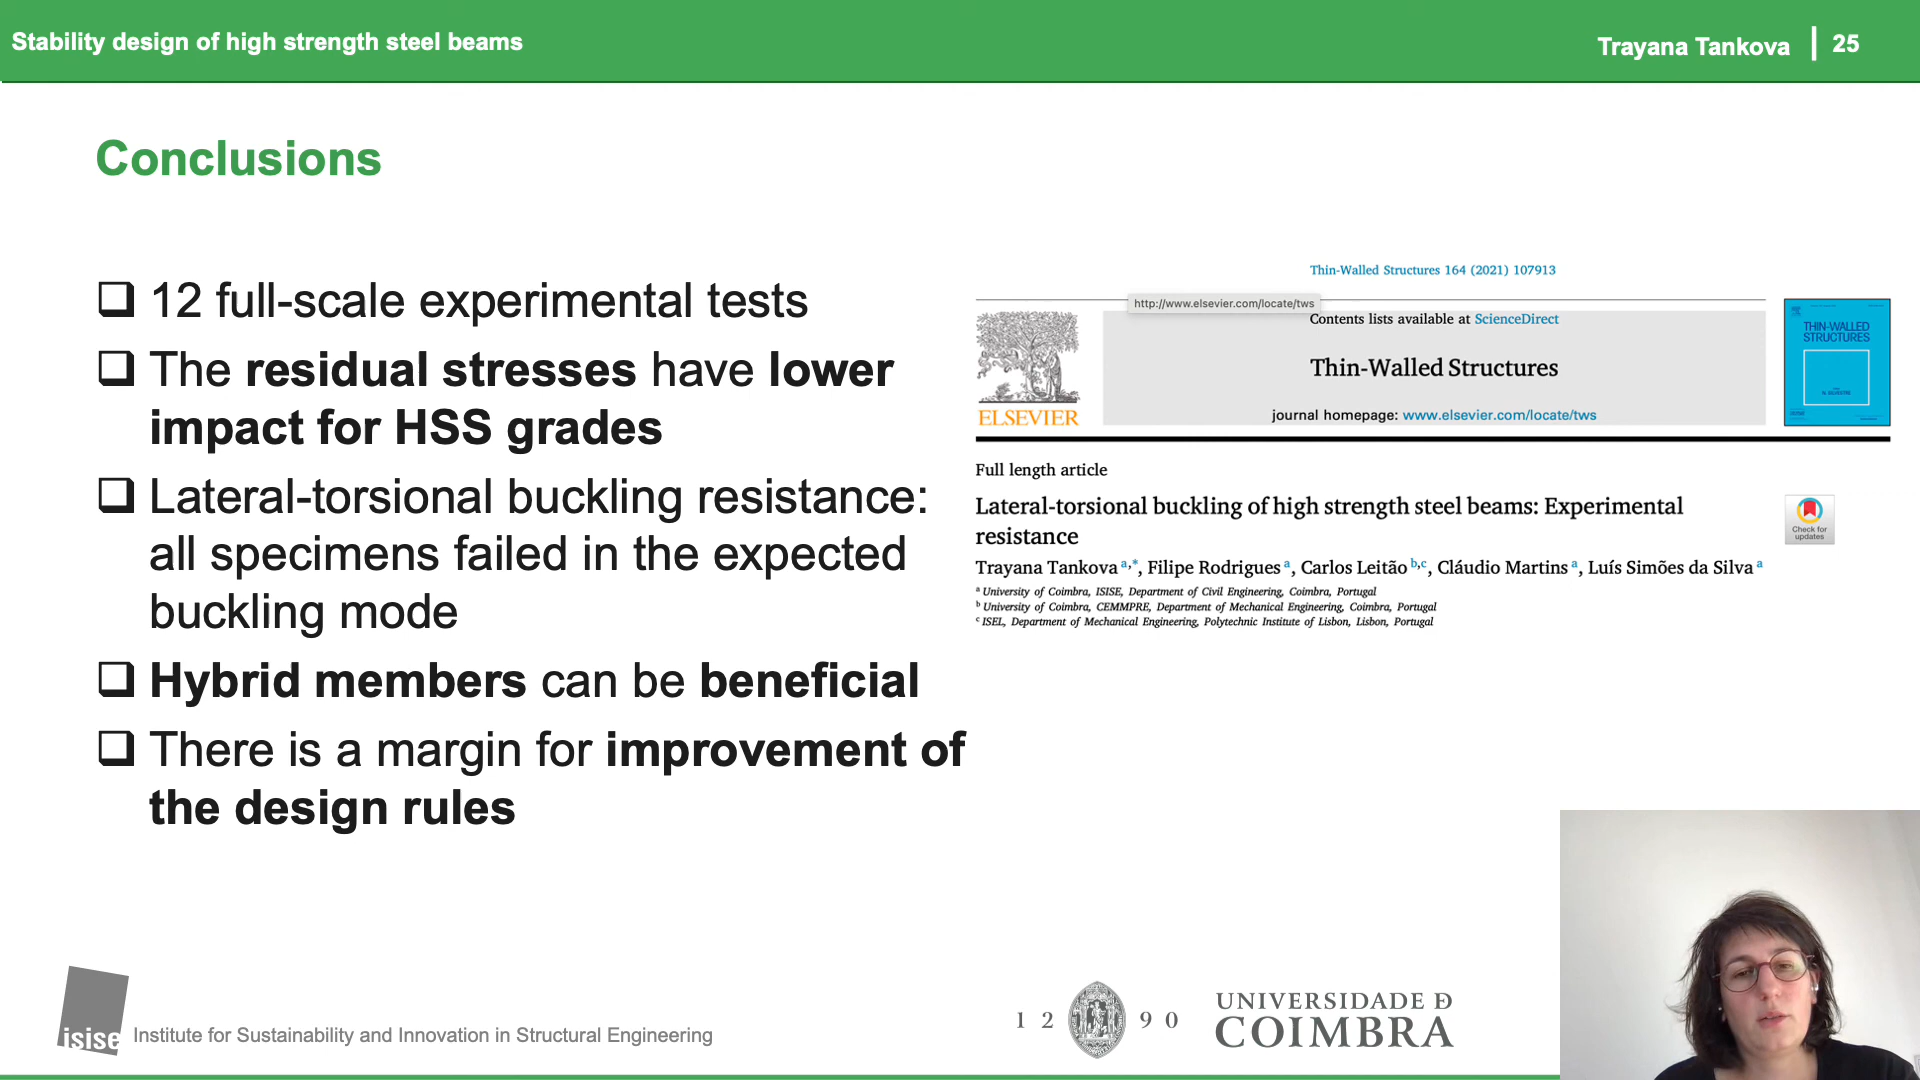 Stability design of high strength steel beams
Trayana Tankova | 25
Conclusions
12 full-scale experimental tests
The residual stresses have lower
impact for HSS grades
Lateral-torsional buckling resistance:
all specimens failed in the expected
buckling mode
Hybrid members can be beneficial
There is a margin for improvement of
the design rules
Thin-Walled Structures 164 (2021) 107913
http://www.elsevier.com/locate/tws
Contents lists available at ScienceDirect
Thin-Walled Structures
journal homepage: www.elsevier.com/locate/tws
ELSEVIER
THIN-WALLED
STRUCTURES
Full length article
Lateral-torsional buckling of high strength steel beams: Experimental
resistance
Check for
updates
Trayana Tankova a,*, Filipe Rodrigues a, Carlos Leitão b,c, Cláudio Martins a, Luís Simões da Silva a
a University of Coimbra, ISISE, Department of Civil Engineering, Coimbra, Portugal
b University of Coimbra, CEMMPRE, Department of Mechanical Engineering, Coimbra, Portugal
c ISEL, Department of Mechanical Engineering, Polytechnic Institute of Lisbon, Lisbon, Portugal
isise Institute for Sustainability and Innovation in Structural Engineering
12 90
UNIVERSIDADE Ð
COIMBRA